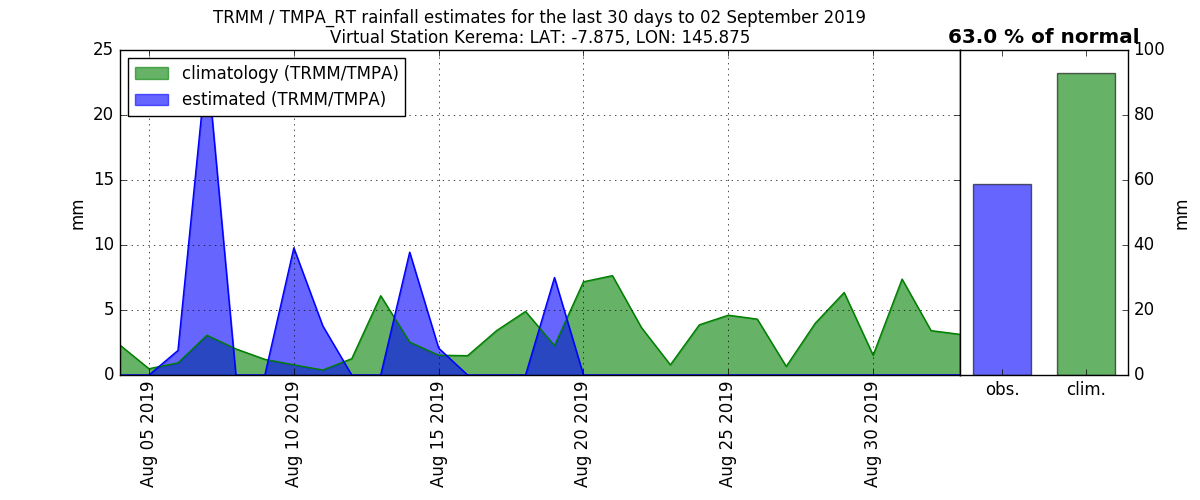 TRMM / TMPA_RT rainfall estimates for the last 30 days to 02 September 2019
Virtual Station Kerema: LAT: -7.875, LON: 145.875
63.0 % of normal
climatology (TRMM/TMPA)
estimated (TRMM/TMPA)
25
20
15
10
5
0
mm
Aug 05 2019
Aug 10 2019
Aug 15 2019
Aug 20 2019
Aug 25 2019
Aug 30 2019
obs.
clim.
100
80
60
40
20
0
mm